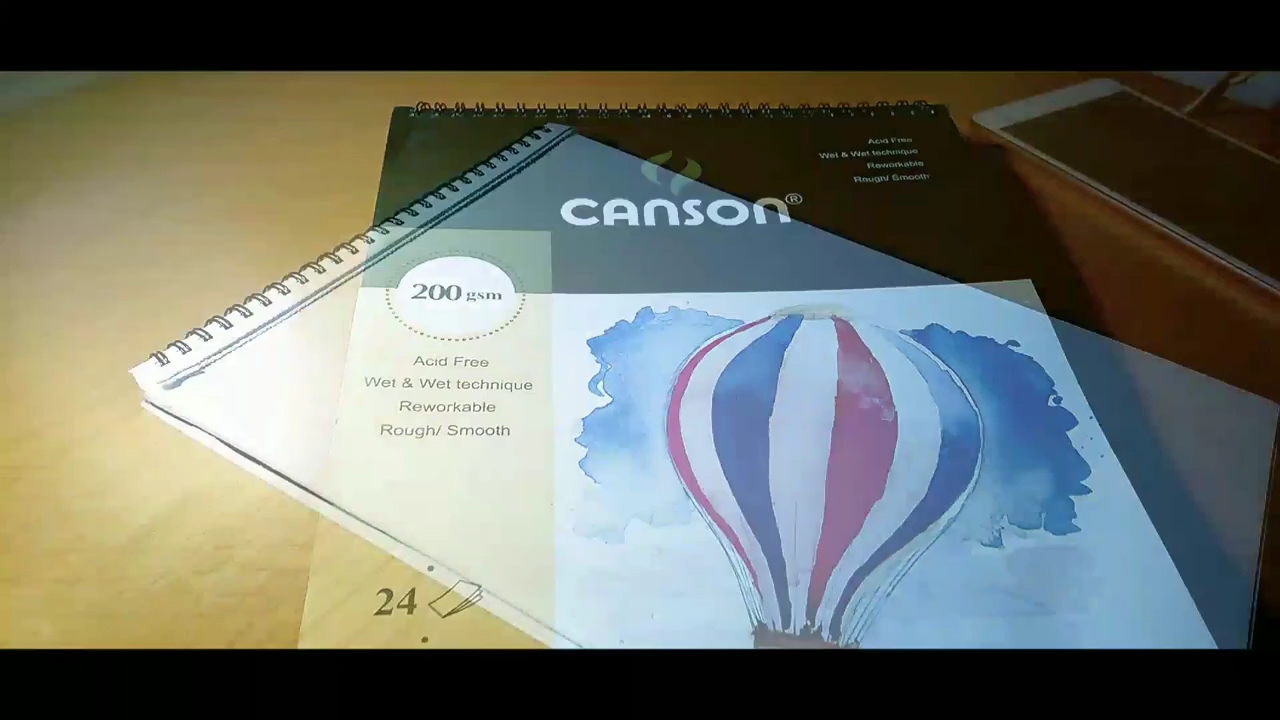 Acid Free
Wet & Wet technique
Reworkable
Rough/ Smooth
CANSON®
200 gsm
Acid Free
Wet & Wet technique
Reworkable
Rough/ Smooth
24